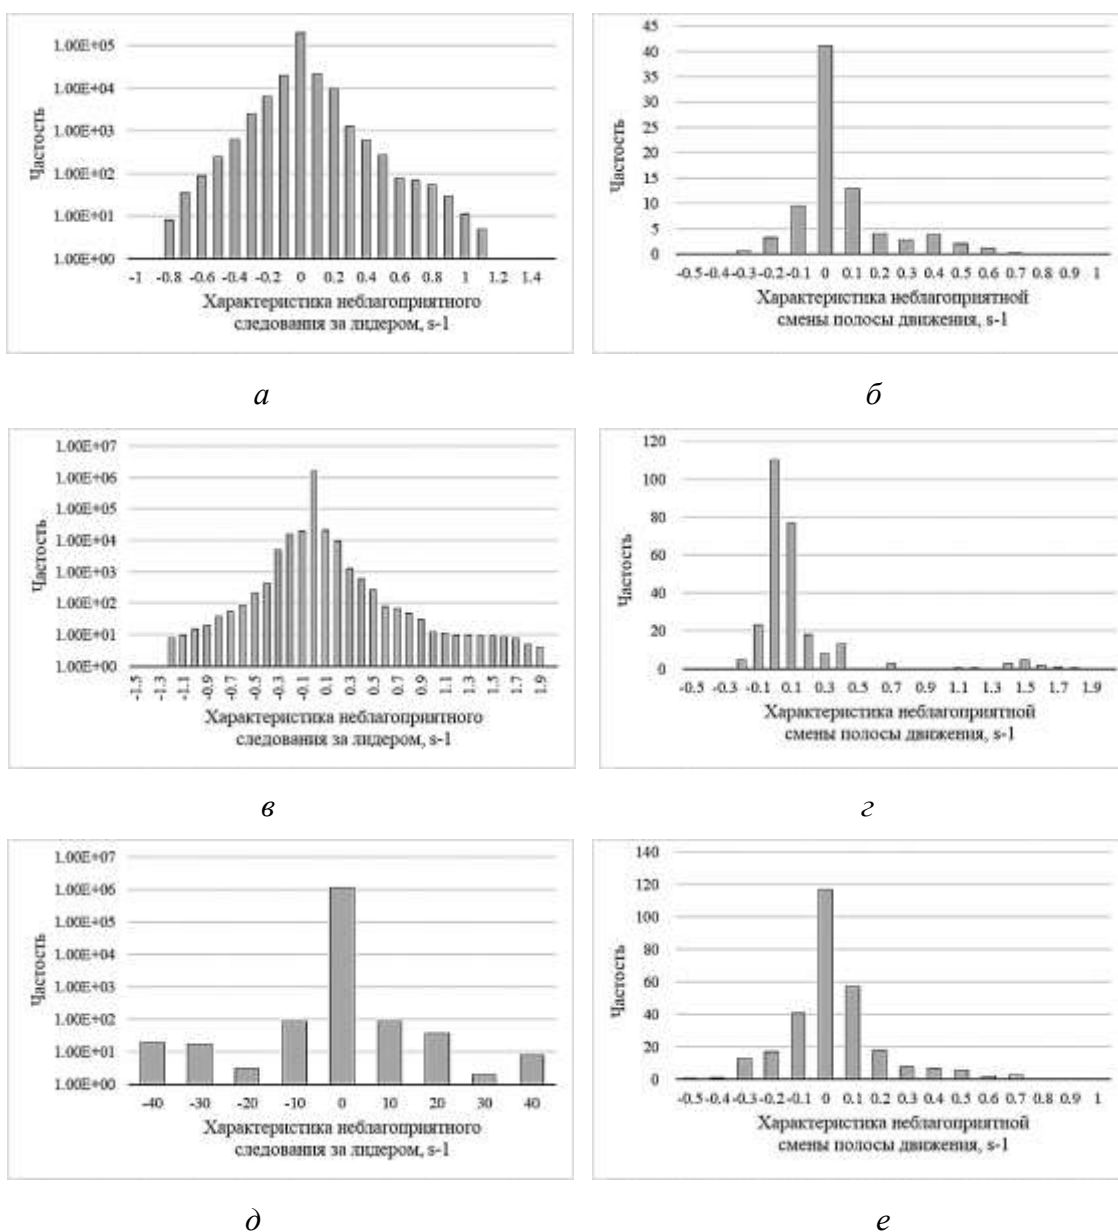 1.00E+05
1.00E+04
1.00E+03
1.00E+02
1.00E+01
1.00E+00
Частость
-1 -0.8 -0.6 -0.4 -0.2 0 0.2 0.4 0.6 0.8 1 1.2 1.4
Характеристика неблагоприятного
следования за лидером, s-1
а
45
40
35
30
25
20
15
10
5
0
Частость
-0.5 -0.4 -0.3 -0.2 -0.1 0 0.1 0.2 0.3 0.4 0.5 0.6 0.7 0.8 0.9 1
Характеристика неблагоприятной
смены полосы движения, s-1
б
1.00E+07
1.00E+06
1.00E+05
1.00E+04
1.00E+03
1.00E+02
1.00E+01
1.00E+00
Частость
-1.5 -1.3 -1.1 -0.9 -0.7 -0.5 -0.3 -0.1 0.1 0.3 0.5 0.7 0.9 1.1 1.3 1.5 1.7 1.9
Характеристика неблагоприятного
следования за лидером, s-1
в
120
100
80
60
40
20
0
Частость
-0.5 -0.3 -0.1 0.1 0.3 0.5 0.7 0.9 1.1 1.3 1.5 1.7 1.9
Характеристика неблагоприятной
смены полосы движения, s-1
г
1.00E+07
1.00E+06
1.00E+05
1.00E+04
1.00E+03
1.00E+02
1.00E+01
1.00E+00
Частость
-40 -30 -20 -10 0 10 20 30 40
Характеристика неблагоприятного
следования за лидером, s-1
д
140
120
100
80
60
40
20
0
Частость
-0.5 -0.4 -0.3 -0.2 -0.1 0 0.1 0.2 0.3 0.4 0.5 0.6 0.7 0.8 0.9 1
Характеристика неблагоприятной
смены полосы движения, s-1
е